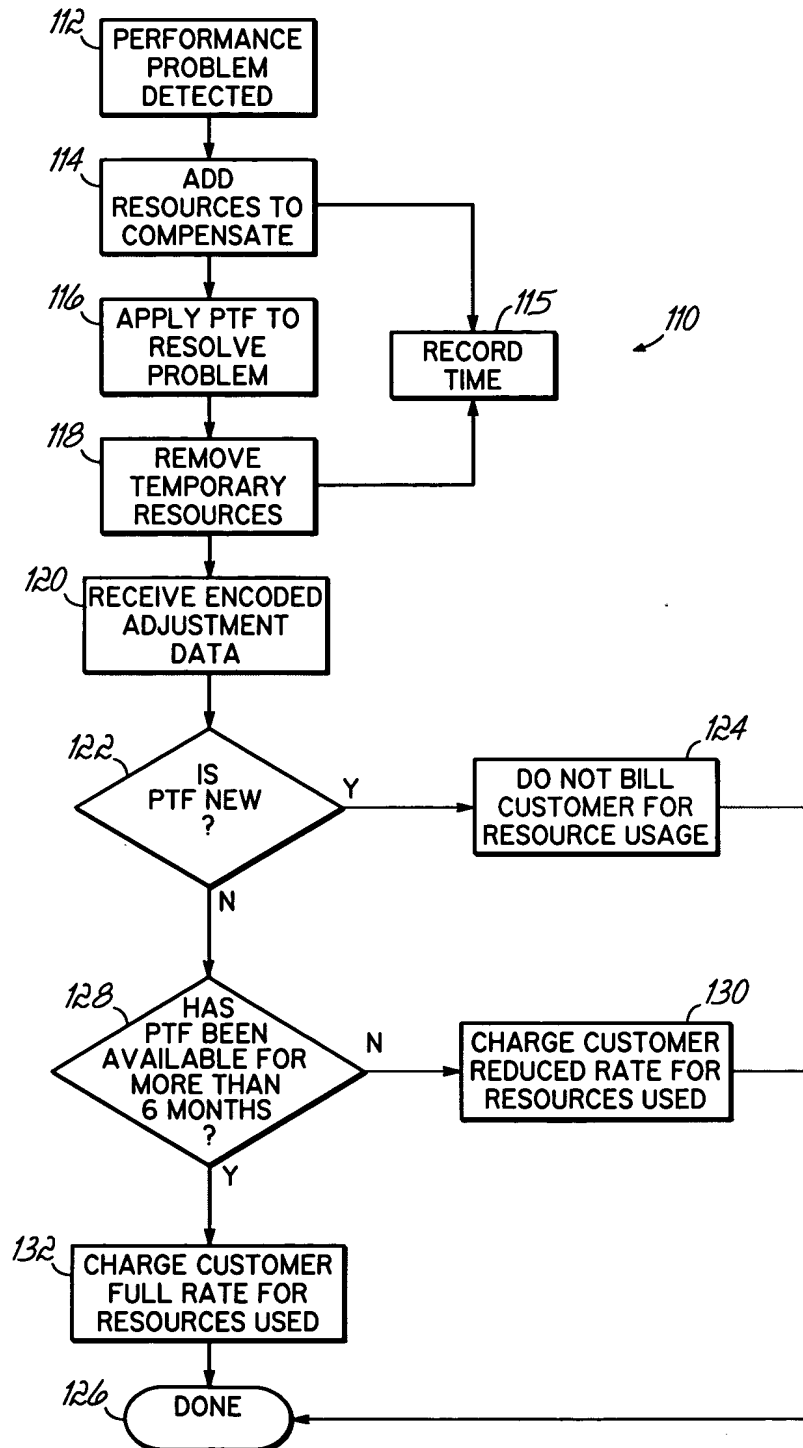 112
PERFORMANCE
PROBLEM
DETECTED
114
ADD
RESOURCES TO
COMPENSATE
116
APPLY PTF TO
RESOLVE
PROBLEM
115
RECORD
TIME
110
118
REMOVE
TEMPORARY
RESOURCES
120
RECEIVE ENCODED
ADJUSTMENT
DATA
122
IS
PTF NEW
?
Y
N
124
DO NOT BILL
CUSTOMER FOR
RESOURCE USAGE
128
HAS
PTF BEEN
AVAILABLE FOR
MORE THAN
6 MONTHS
?
N
Y
130
CHARGE CUSTOMER
REDUCED RATE FOR
RESOURCES USED
132
CHARGE CUSTOMER
FULL RATE FOR
RESOURCES USED
126
DONE